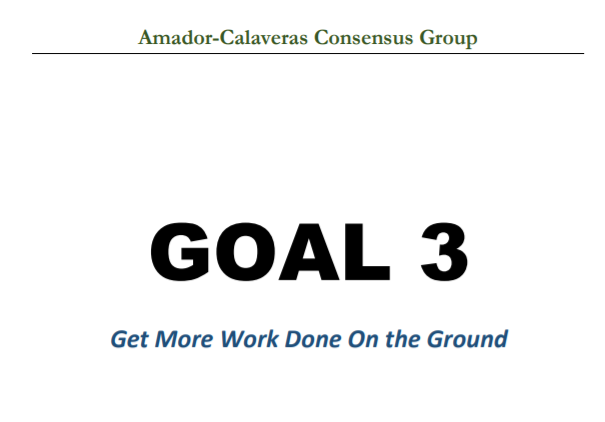 Amador-Calaveras Consensus Group
GOAL 3
Get More Work Done On the Ground